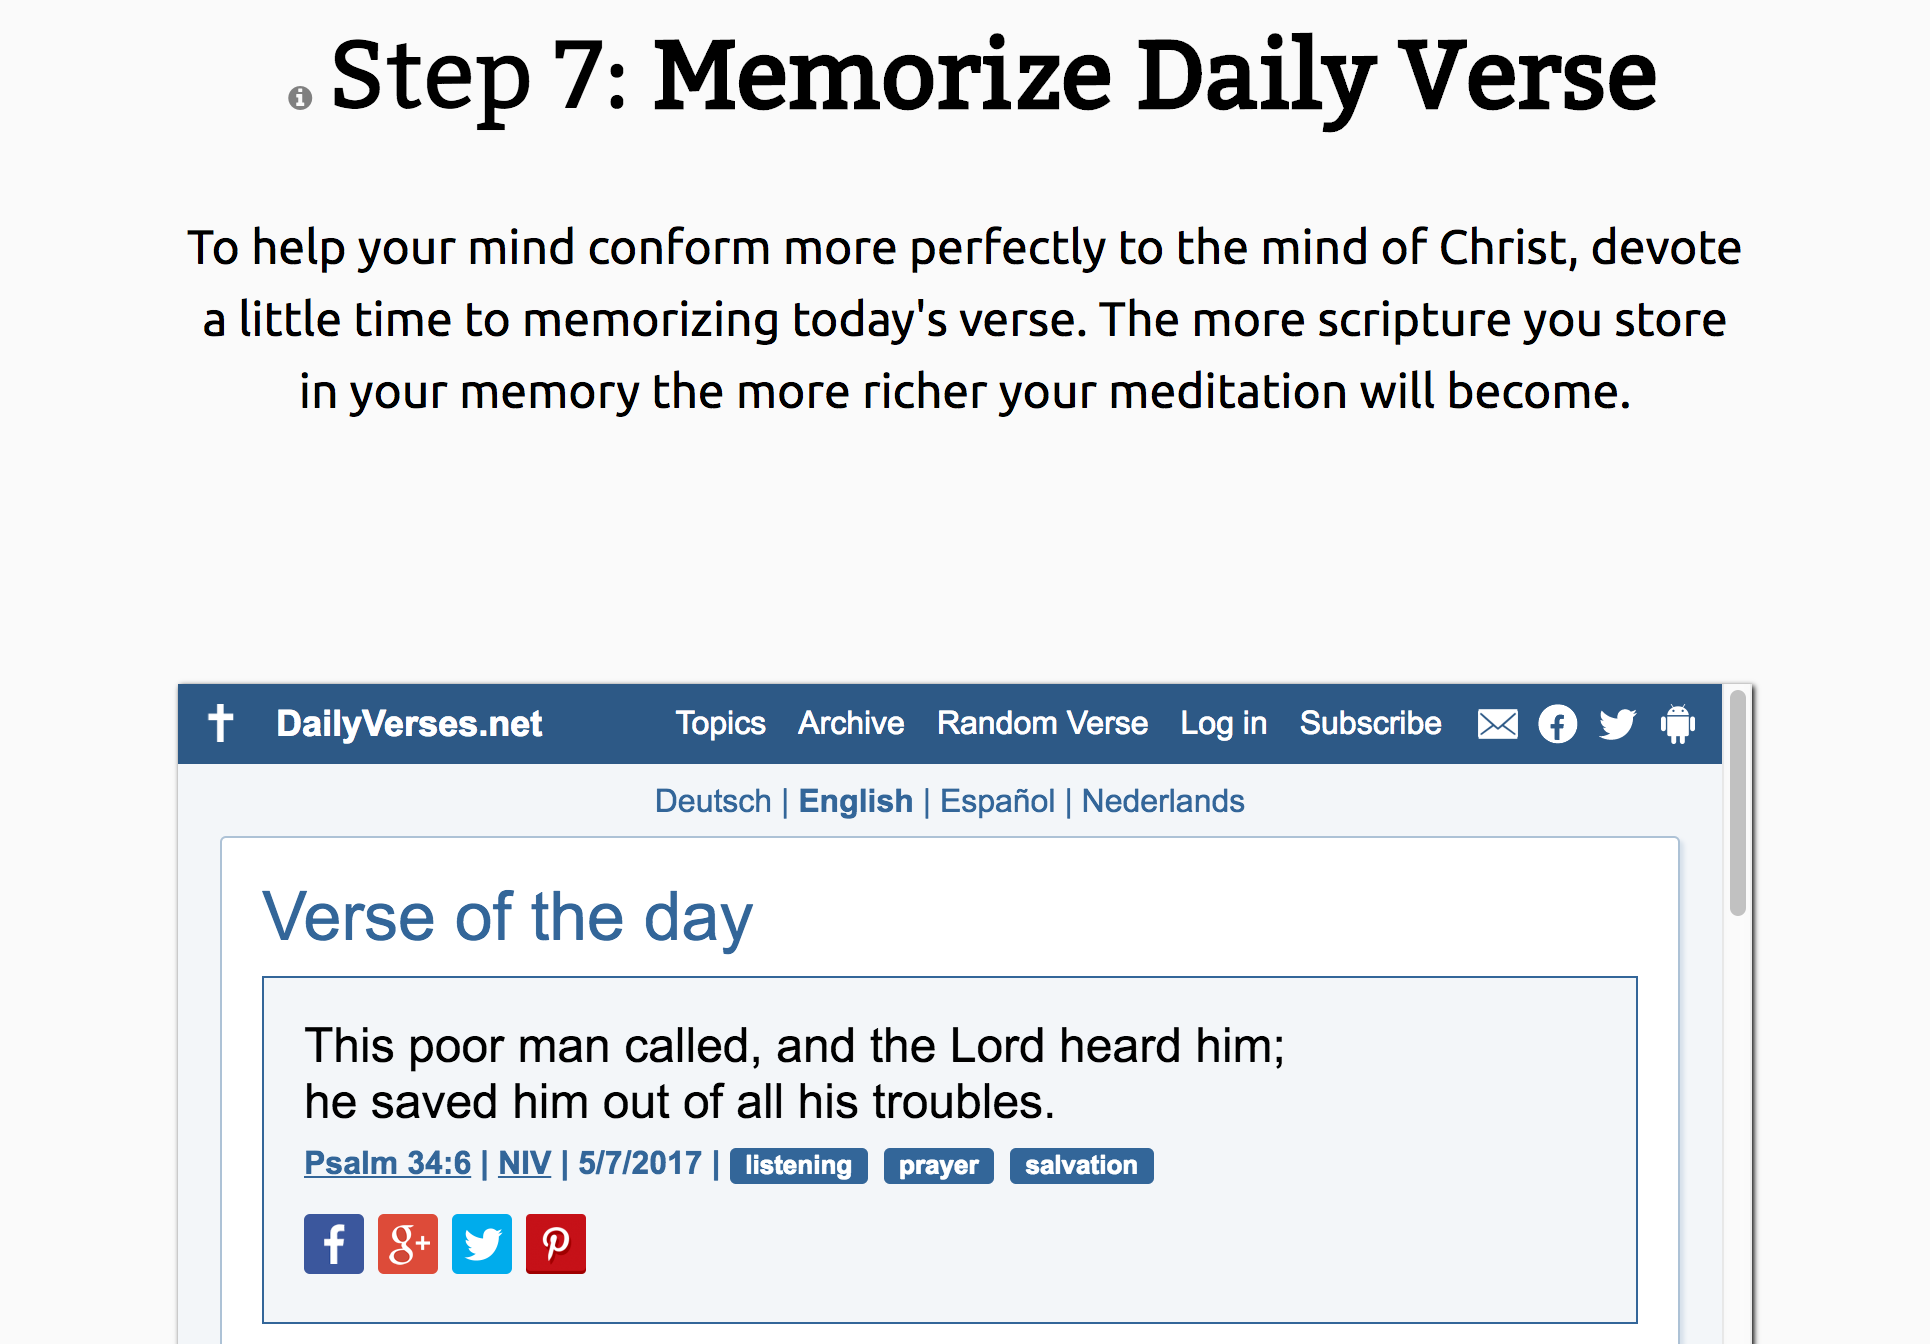 Step 7: Memorize Daily Verse
To help your mind conform more perfectly to the mind of Christ, devote
a little time to memorizing today's verse. The more scripture you store
in your memory the more richer your meditation will become.
DailyVerses.net Topics Archive Random Verse Log in Subscribe
Deutsch | English | Español | Nederlands
Verse of the day
This poor man called, and the Lord heard him;
he saved him out of all his troubles.
Psalm 34:6 | NIV | 5/7/2017 | listening prayer salvation